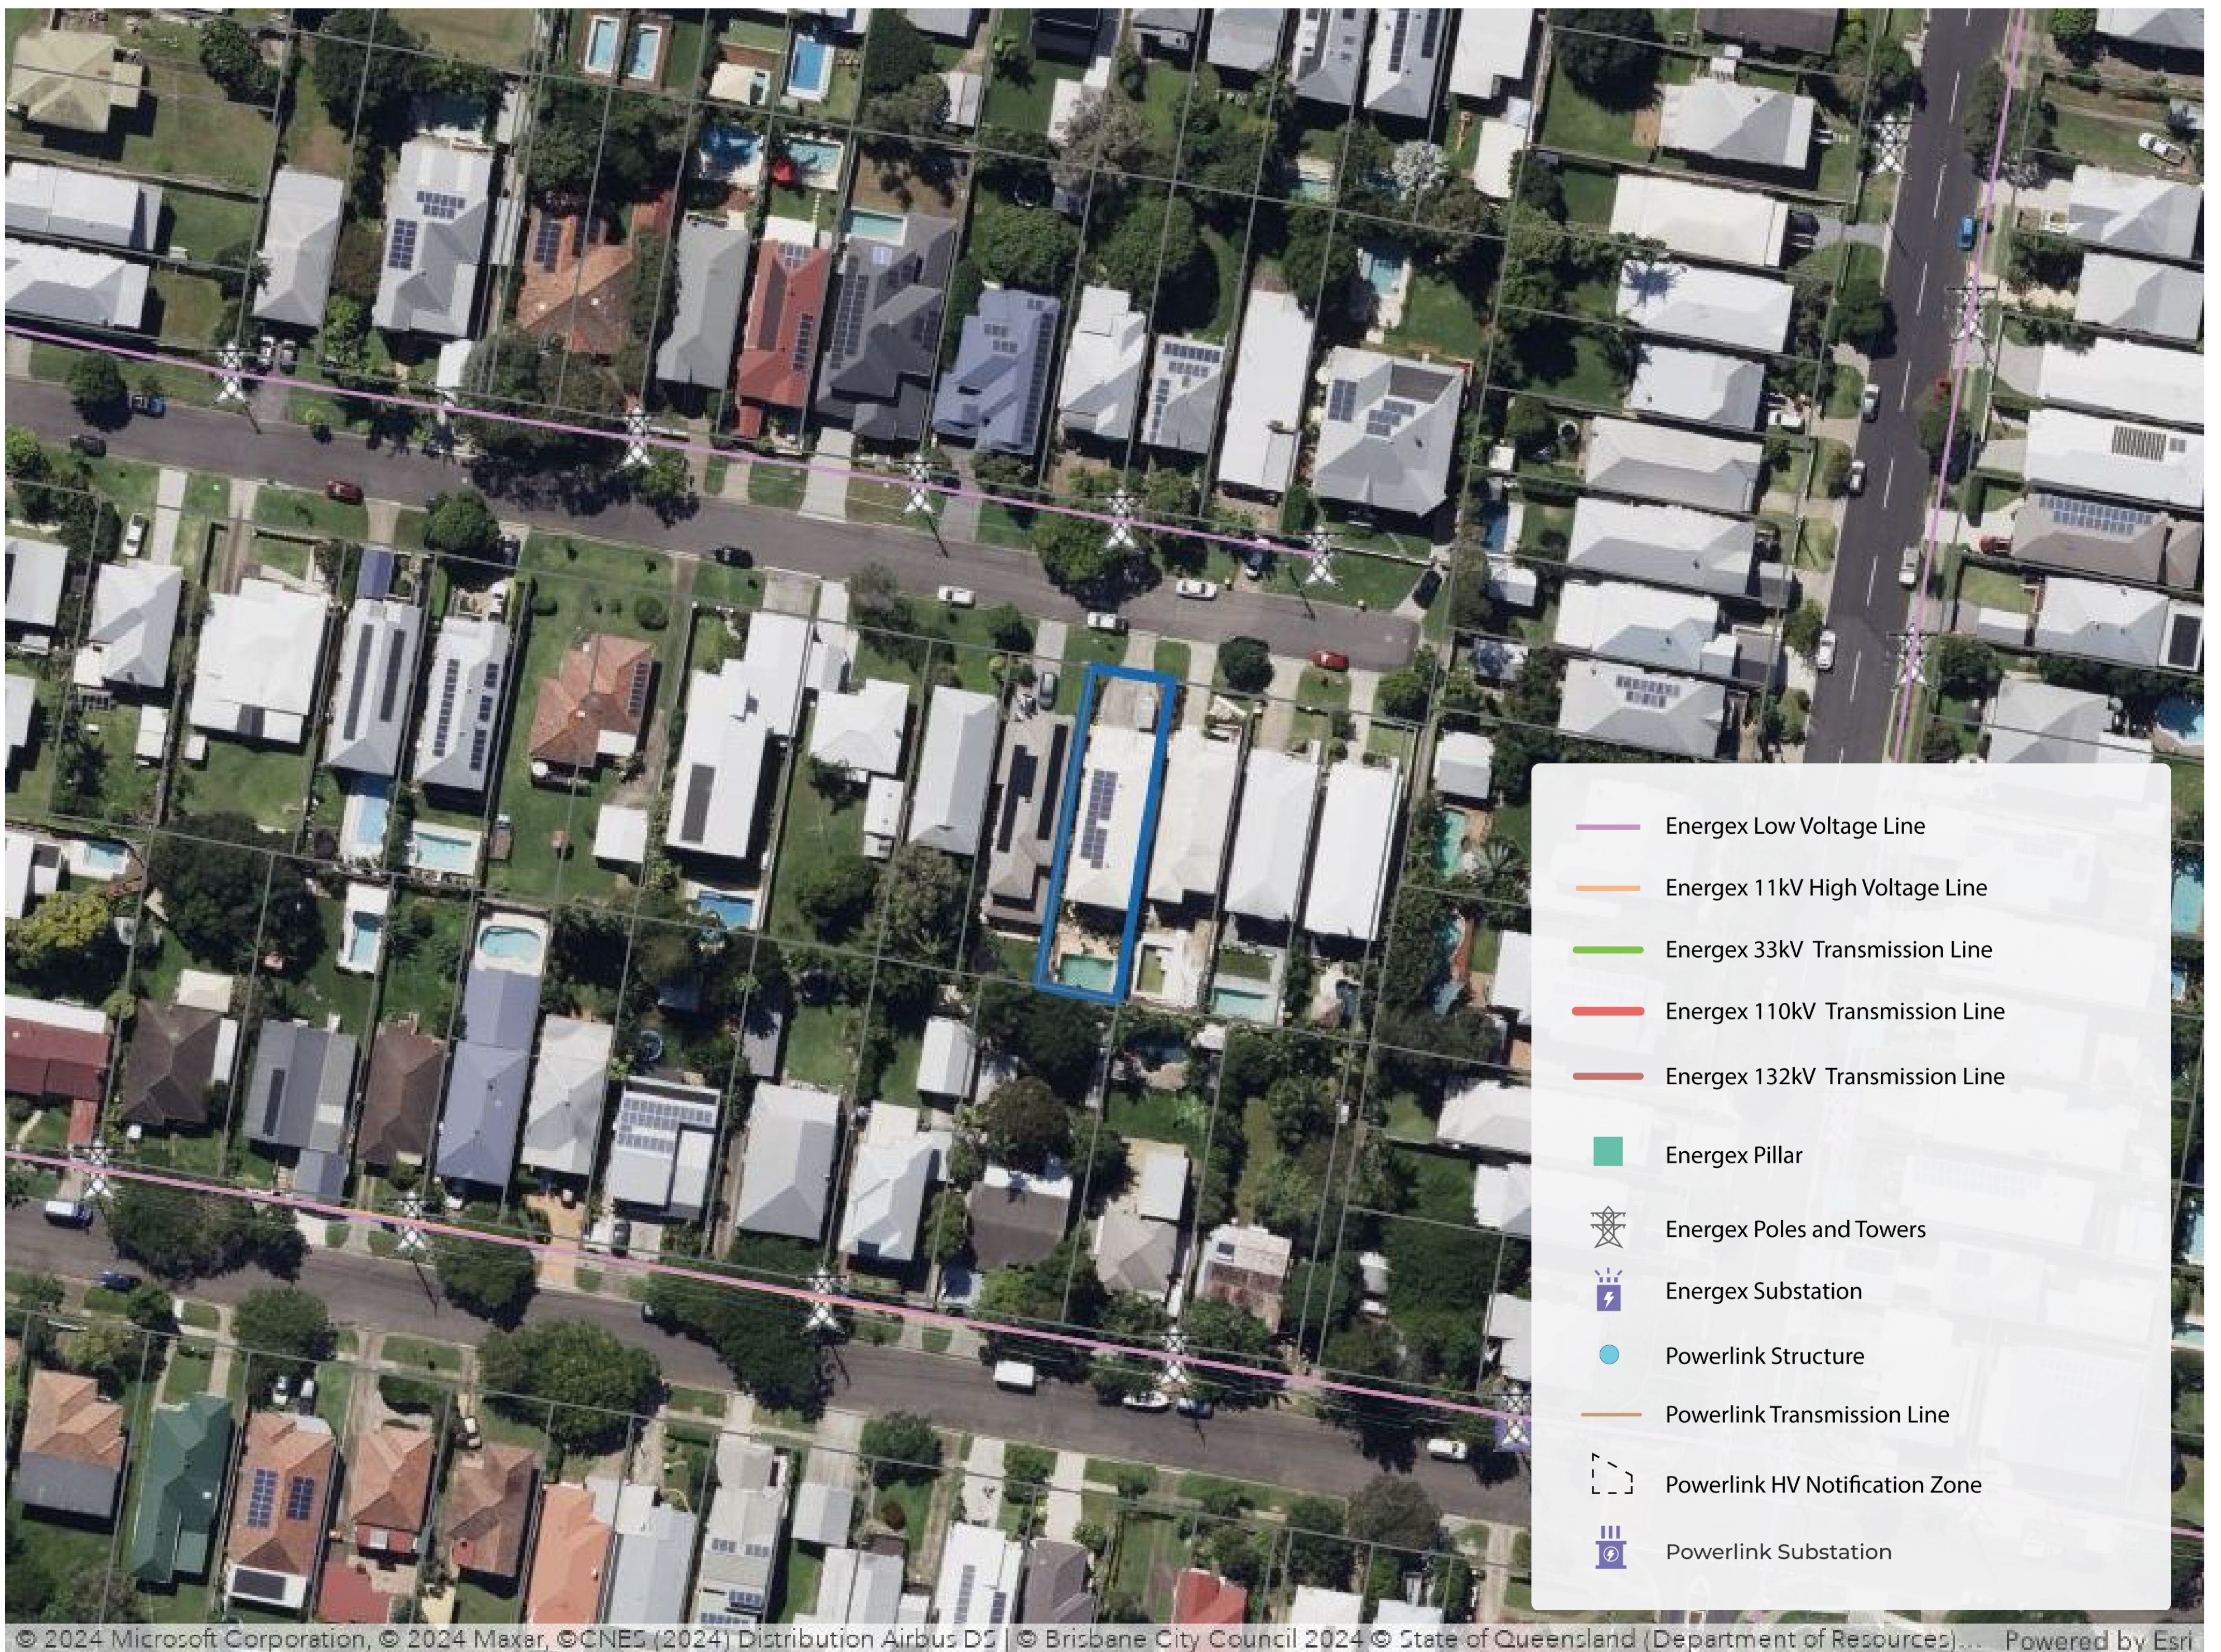 Energex Low Voltage Line
Energex 11kV High Voltage Line
Energex 33kV  Transmission Line
Energex 110kV  Transmission Line
Energex 132kV  Transmission Line
Energex Pillar
Energex Poles and Towers
Energex Substation
Powerlink Structure
Powerlink Transmission Line
Powerlink HV Notification Zone
Powerlink Substation
© 2024 Microsoft Corporation, © 2024 Maxar, ©CNES (2024) Distribution Airbus DS | © Brisbane City Council 2024 © State of Queensland (Department of Resources)... Powered by Esri